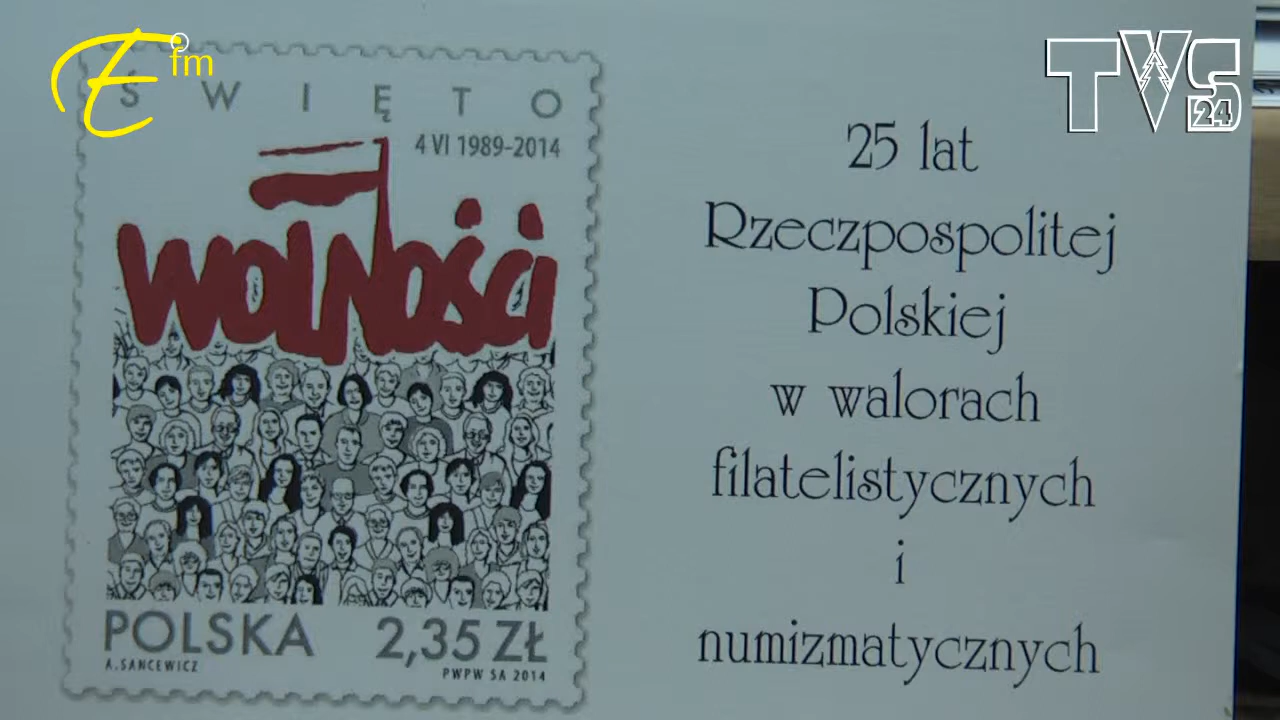 E fm
TVS 24
ŚWIĘTO
4 VI 1989-2014
WOLNOŚCI
POLSKA 2,35 ZŁ
A. SANCEWICZ
PWPW SA 2014
25 lat
Rzeczpospolitej
Polskiej
w walorach
filatelistycznych
i
numizmatycznych